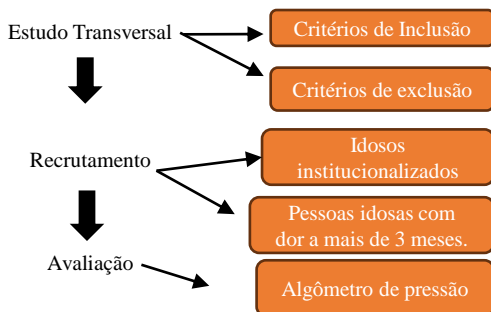 Estudo Transversal
Critérios de Inclusão
Critérios de exclusão
Recrutamento
Idosos
institucionalizados
Pessoas idosas com
dor a mais de 3 meses.
Avaliação
Algômetro de pressão